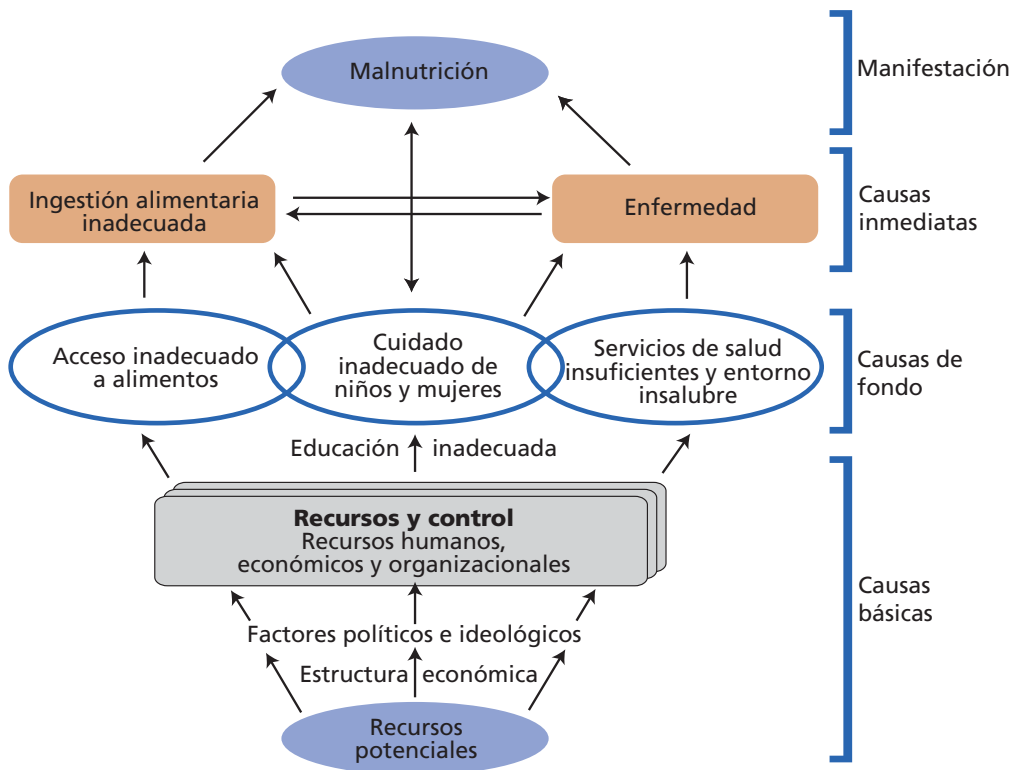 Malnutrición
Manifestación
Ingestión alimentaria
inadecuada
Enfermedad
Causas
inmediatas
Acceso inadecuado
a alimentos
Cuidado
inadecuado de
niños y mujeres
Servicios de salud
insuficientes y entorno
insalubre
Causas de
fondo
Educación inadecuada
Recursos y control
Recursos humanos,
económicos y organizacionales
Causas
básicas
Factores políticos e ideológicos
Estructura económica
Recursos
potenciales